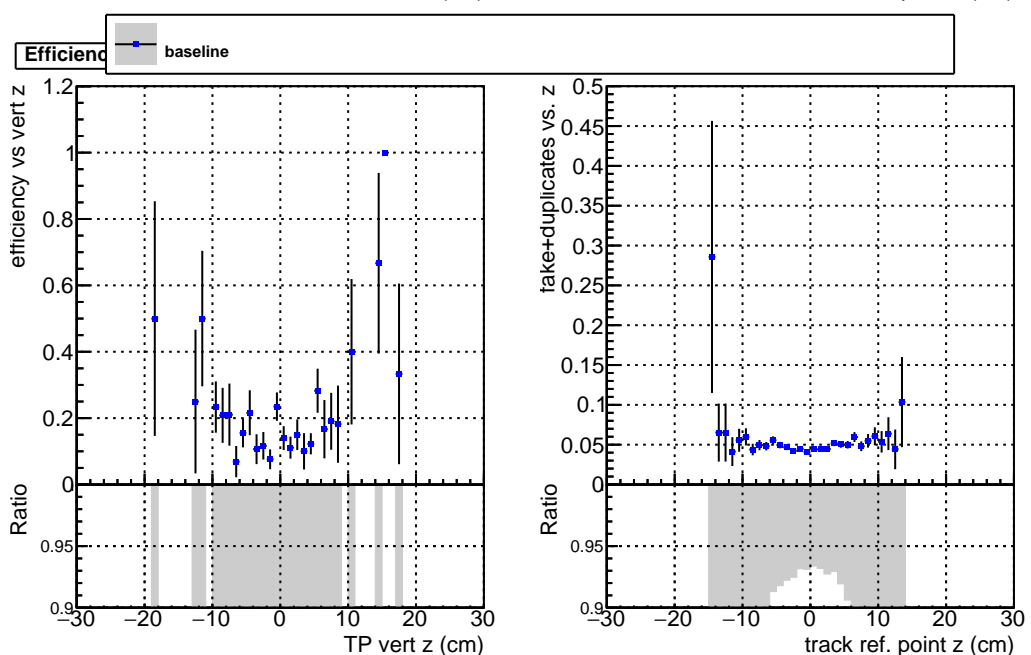 baseline
Efficienc
efficiency vs vert z
1.2
1
0.8
0.6
0.4
0.2
0
Ratio
0.95
0.9
−30 −20 −10 0 10 20 30
TP vert z (cm)
fake+duplicates vs. z
0.5
0.45
0.4
0.35
0.3
0.25
0.2
0.15
0.1
0.05
0
Ratio
0.95
0.9
−30 −20 −10 0 10 20 30
track ref. point z (cm)